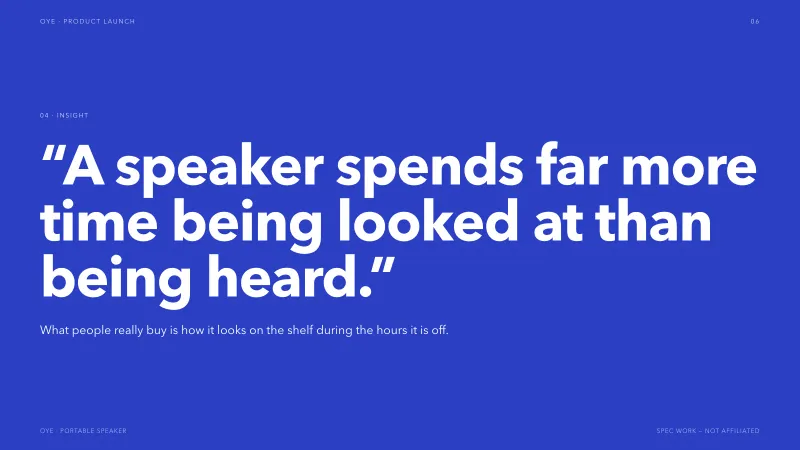 OYE · PRODUCT LAUNCH
06
04 · INSIGHT
“A speaker spends far more
time being looked at than
being heard.”
What people really buy is how it looks on the shelf during the hours it is off.
OYE · PORTABLE SPEAKER
SPEC WORK — NOT AFFILIATED